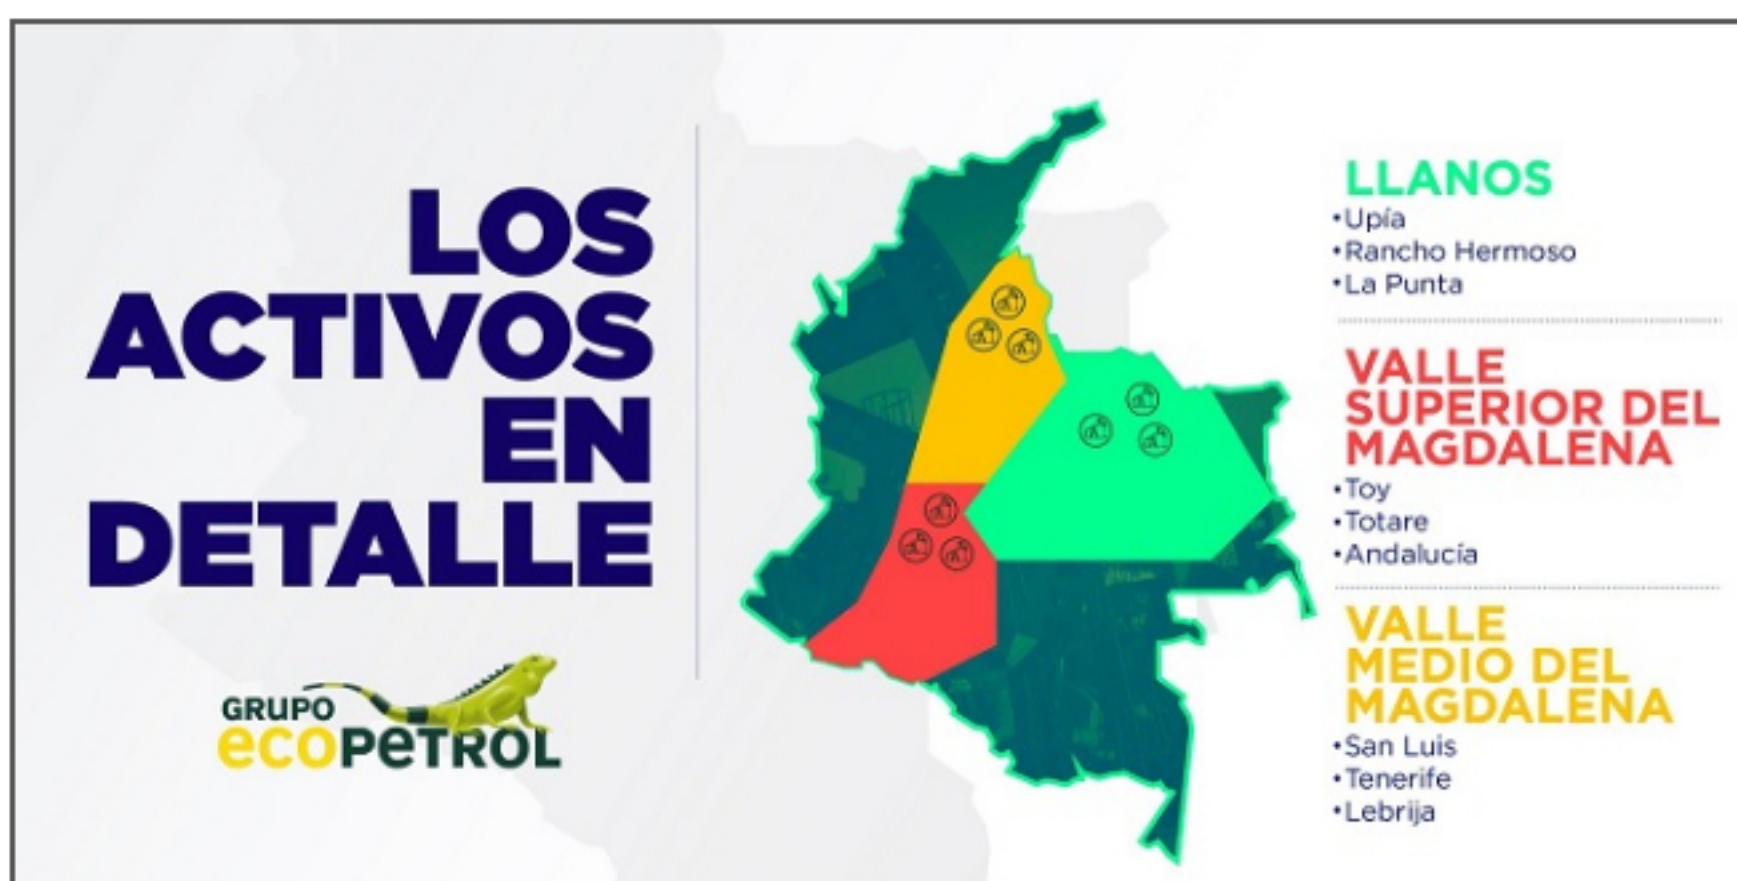 LOS
ACTIVOS
EN
DETALLE
GRUPO
ecopetrol
LLANOS
•Upía
•Rancho Hermoso
•La Punta
VALLE
SUPERIOR DEL
MAGDALENA
•Toy
•Totare
•Andalucía
VALLE
MEDIO DEL
MAGDALENA
•San Luis
•Tenerife
•Lebrija